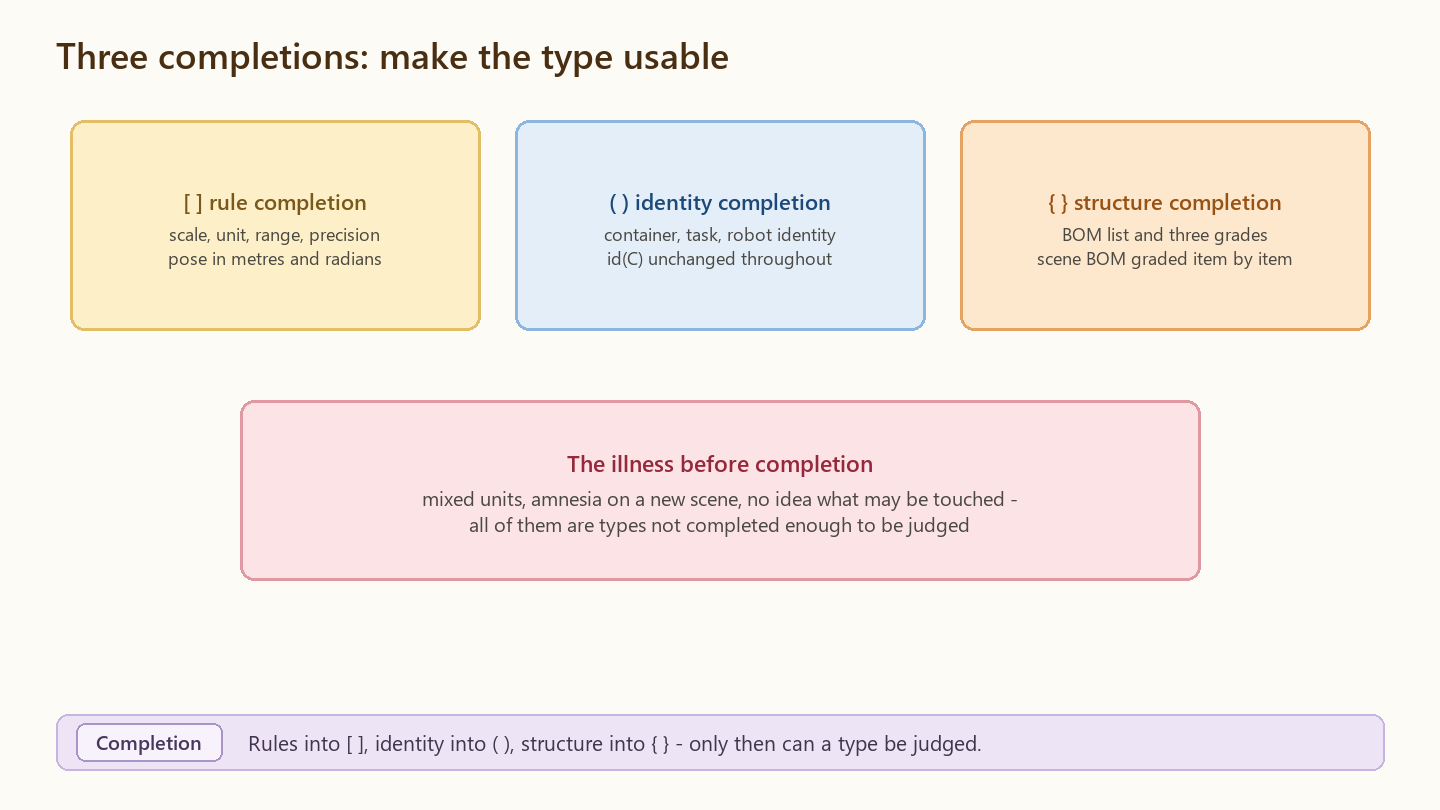 Three completions: make the type usable
[ ] rule completion
scale, unit, range, precision
pose in metres and radians
( ) identity completion
container, task, robot identity
id(C) unchanged throughout
{ } structure completion
BOM list and three grades
scene BOM graded item by item
The illness before completion
mixed units, amnesia on a new scene, no idea what may be touched -
all of them are types not completed enough to be judged
Completion
Rules into [ ], identity into ( ), structure into { } - only then can a type be judged.